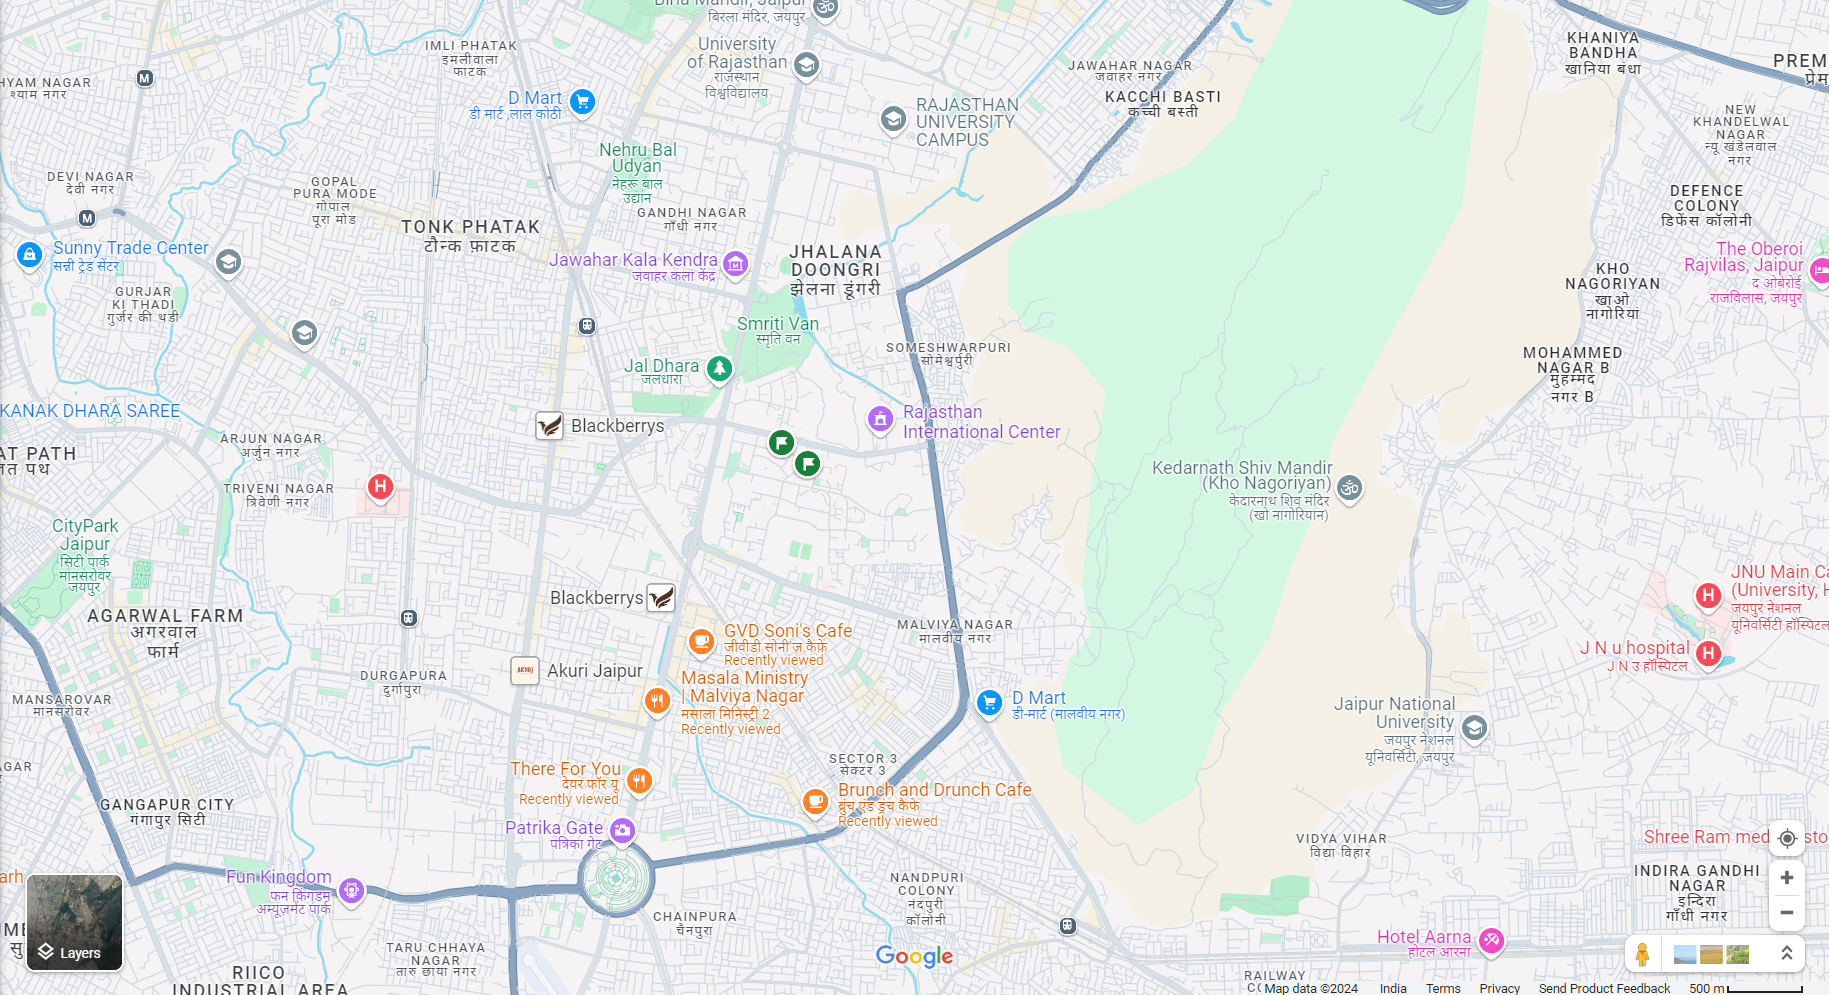 Birla Mandir, Jaipur
बिरला मंदिर, जयपुर
IMLI PHATAK
इमलीवाला
फाटक
University
of Rajasthan
राजस्थान
विश्वविद्यालय
KHANIYA
BANDHA
खानिया बंधा
PREM
प्रेम
JAWAHAR NAGAR
जवाहर नगर
KACCHI BASTI
कच्ची बस्ती
HYAM NAGAR
श्याम नगर
M
D Mart
डी मार्ट ,लाल कोठी
RAJASTHAN
UNIVERSITY
CAMPUS
NEW
KHANDELWAL
NAGAR
न्यू खंडेलवाल
नगर
Nehru Bal
Udyan
नेहरू बाल
उद्यान
DEVI NAGAR
देवी नगर
GOPAL
PURA MODE
गोपाल
पूरा मोड
DEFENCE
COLONY
डिफेंस कॉलोनी
M
GANDHI NAGAR
गाँधी नगर
TONK PHATAK
टौन्क फ़ाटक
Sunny Trade Center
सन्नी ट्रेड सेंटर
JHALANA
DOONGRI
झेलना डूंगरी
Jawahar Kala Kendra
जवाहर कला केंद्र
The Oberoi
Rajvilas, Jaipur
द ओबेरॉई
राजविलास, जयपुर
KHO
NAGORIYAN
खाओ
नागोरियां
GURJAR
KI THADI
गुर्जर की थडी
Smriti Van
स्मृति वन
SOMESHWARPURI
सोमेश्वर्पुरी
MOHAMMED
NAGAR B
मुहम्मद
नगर B
Jal Dhara
जलधारा
KANAK DHARA SAREE
Blackberrys
Rajasthan
International Center
ARJUN NAGAR
अर्जुन नगर
AT PATH
Kedarnath Shiv Mandir
(Kho Nagoriyan)
केदारनाथ शिव मंदिर
(खो नागोरियान)
H
TRIVENI NAGAR
त्रिवेणी नगर
CityPark
Jaipur
सिटी पार्क
मानसरोवर
जयपुर
JNU Main Ca
(University, H
जयपुर नेशनल
यूनिवर्सिटी हॉस्पिटल
H
Blackberrys
AGARWAL FARM
अगरवाल
फार्म
GVD Soni's Cafe
जीवीडी सोनी'ज़ कैफ़े
Recently viewed
MALVIYA NAGAR
मालवीय नगर
J N u hospital
J N उ हॉस्पिटल
H
AKURI
Akuri Jaipur
DURGAPURA
दुर्गापुरा
Masala Ministry
| Malviya Nagar
मसाला मिनिस्ट्री 2
Recently viewed
MANSAROVAR
मानसरोवर
D Mart
डी-मार्ट (मालवीय नगर)
Jaipur National
University
जयपुर नेशनल
यूनिवर्सिटी, जयपुर
SECTOR 3
सेक्टर 3
There For You
देयर फॉर यू
Recently viewed
AGAR
Brunch and Drunch Cafe
ब्रंच एंड ड्रंच कैफ़े
Recently viewed
GANGAPUR CITY
गंगापुर सिटी
Patrika Gate
पत्रिका गेट
VIDYA VIHAR
विद्या विहार
Shree Ram med
sto
Fun Kingdom
फन किंगडम
अम्यूज़मेंट पार्क
arh
NANDPURI
COLONY
नंदपुरी
कॉलोनी
INDIRA GANDHI
NAGAR
इन्दिरा
गाँधी नगर
CHAINPURA
चैनपुरा
UME
सु
Layers
TARU CHHAYA
NAGAR
तारु छाया नगर
Google
Hotel Aarna
होटल आरना
RIICO
INDUSTRIAL AREA
RAILWAY
Map data ©2024
India
Terms
Privacy
Send Product Feedback
500 m